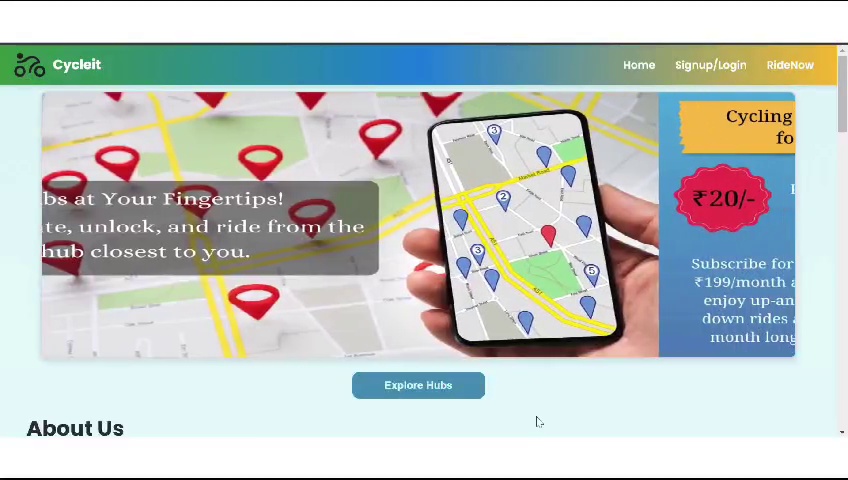 Cycleit
Home Signup/Login RideNow
bs at Your Fingertips!
te, unlock, and ride from the
hub closest to you.
3
2
3
5
Cycling
fo
₹20/-
Subscribe for
₹199/month a
enjoy up-an
down rides a
month long
Explore Hubs
About Us